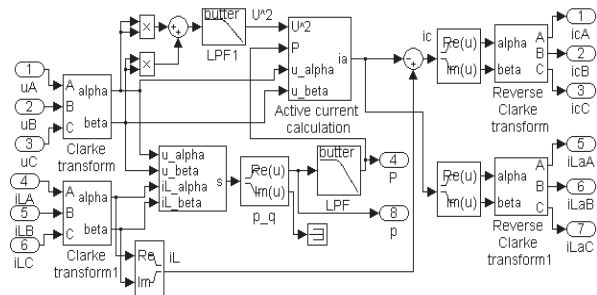 1
uA
2
uB
3
uC
A
B
C
alpha
beta
Clarke
transform
4
iLA
5
iLB
6
iLC
A
B
C
alpha
beta
Clarke
transform1
x
x
butter
LPF1
U^2
U^2
P
u_alpha
u_beta
ia
Active current
calculation
u_alpha
u_beta
iL_alpha
iL_beta
s
Re(u)
Im(u)
p_q
butter
LPF
4
P
8
p
Re
Im
iL
ic
Re(u)
Im(u)
alpha
beta
A
B
C
Reverse
Clarke
transform
1
icA
2
icB
3
icC
Re(u)
Im(u)
alpha
beta
A
B
C
Reverse
Clarke
transform1
5
iLaA
6
iLaB
7
iLaC